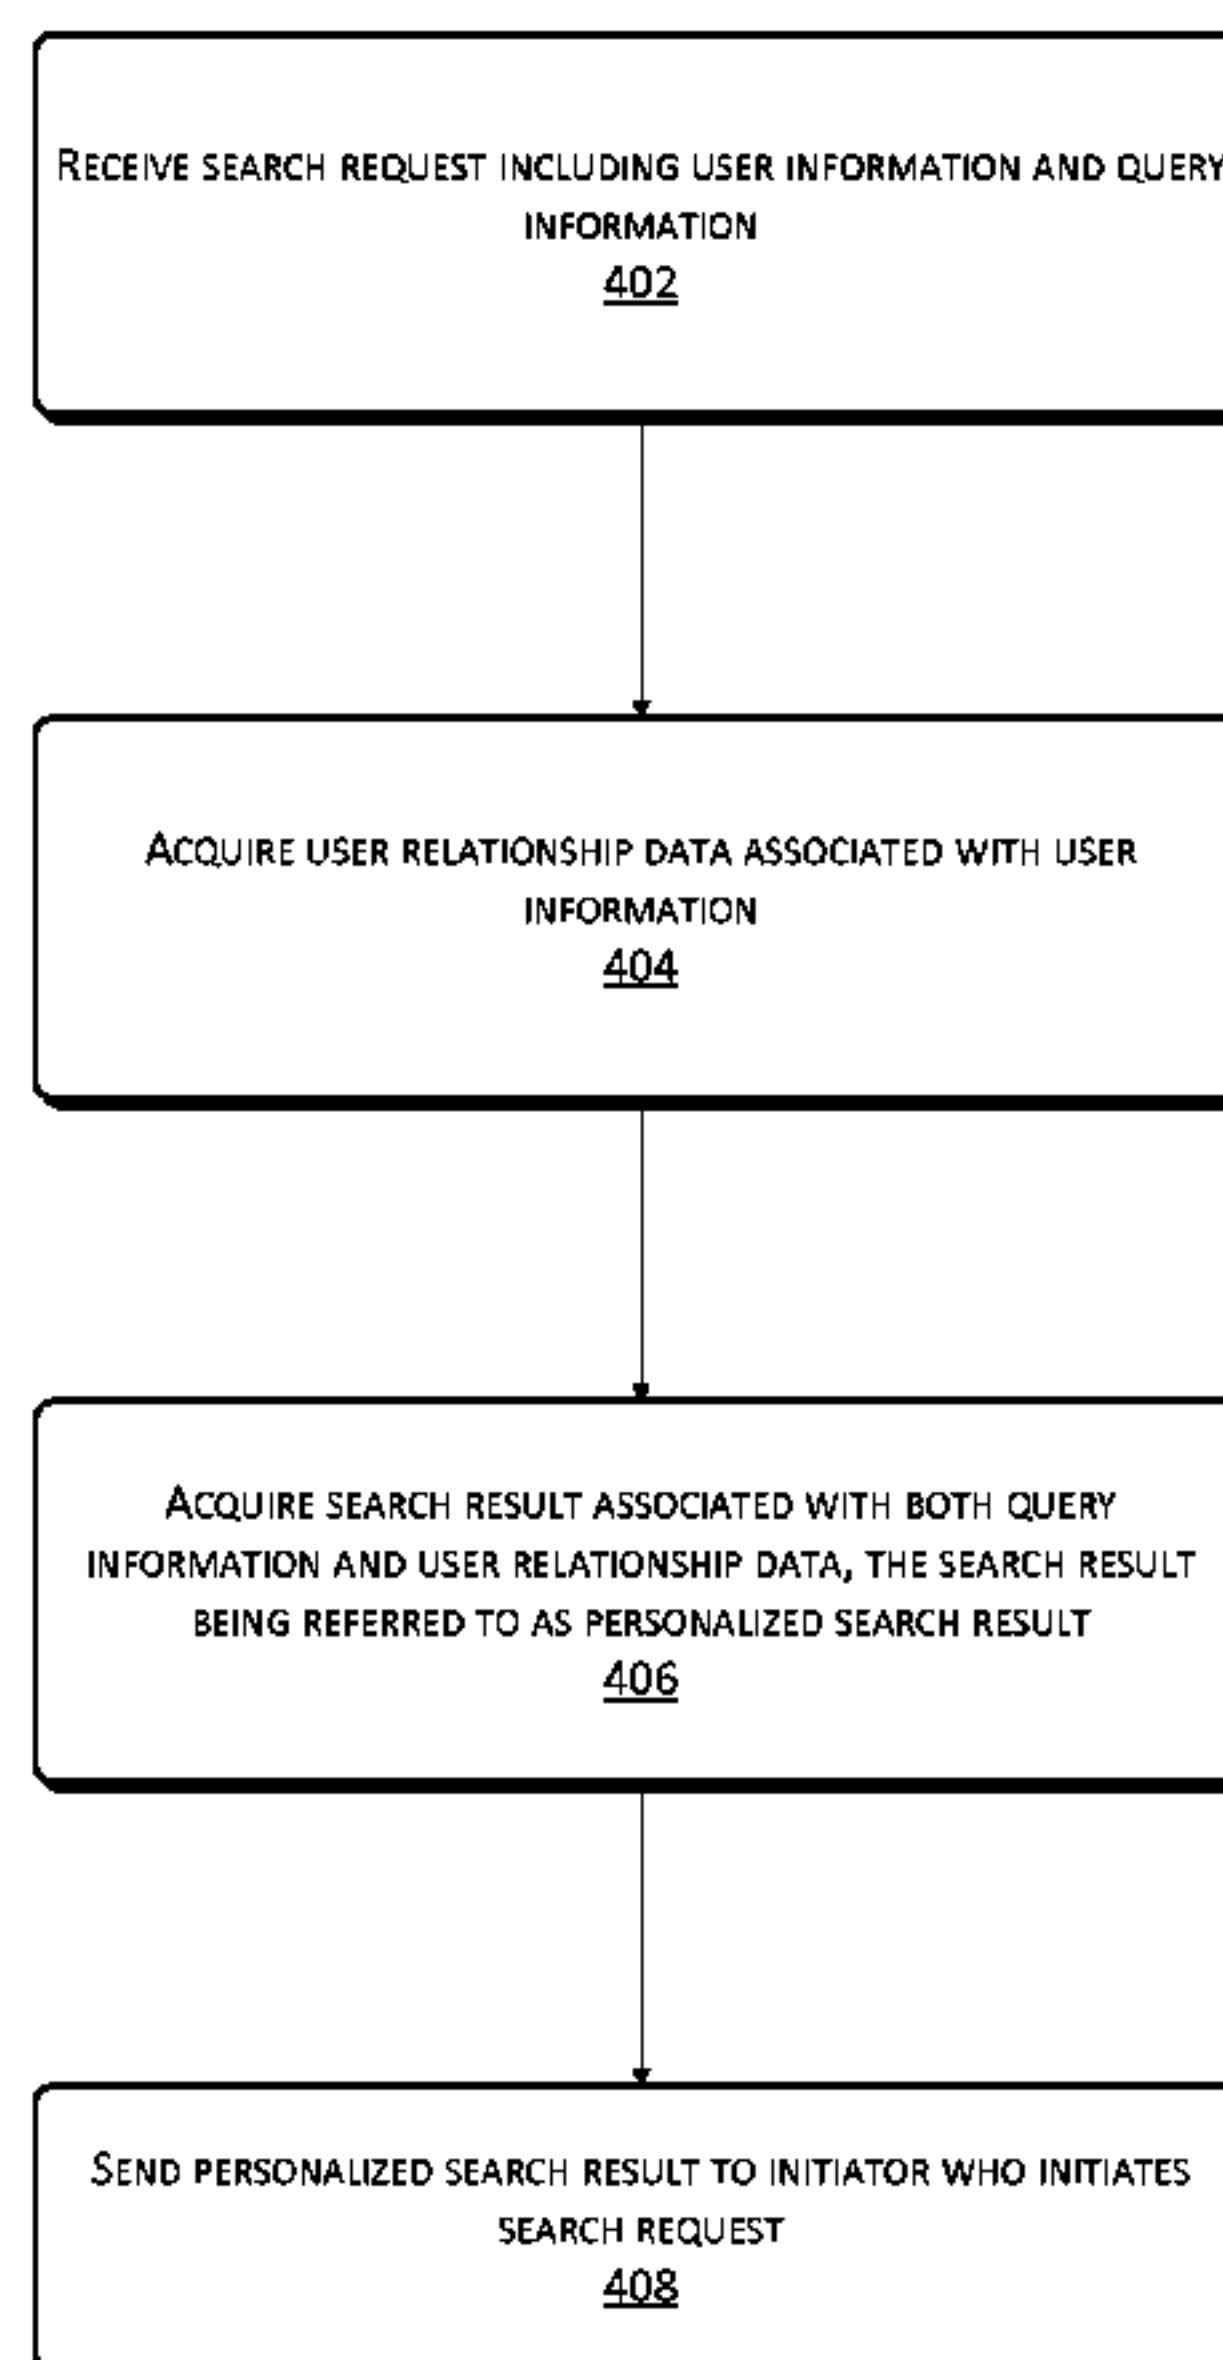 RECEIVE SEARCH REQUEST INCLUDING USER INFORMATION AND QUERY
INFORMATION
402
ACQUIRE USER RELATIONSHIP DATA ASSOCIATED WITH USER
INFORMATION
404
ACQUIRE SEARCH RESULT ASSOCIATED WITH BOTH QUERY
INFORMATION AND USER RELATIONSHIP DATA, THE SEARCH RESULT
BEING REFERRED TO AS PERSONALIZED SEARCH RESULT
406
SEND PERSONALIZED SEARCH RESULT TO INITIATOR WHO INITIATES
SEARCH REQUEST
408